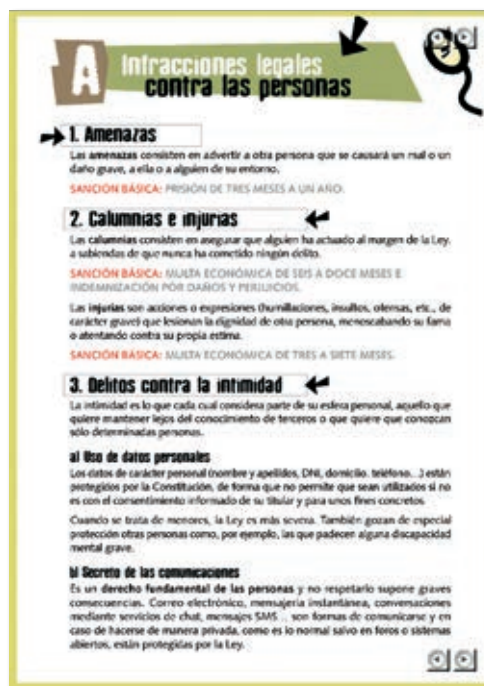 A
Infracciones legales
contra las personas
1. Amenazas
Las amenazas consisten en advertir a otra persona que se causará un mal o un
daño grave, a ella o a alguien de su entorno.
SANCIÓN BÁSICA: PRISIÓN DE TRES MESES A UN AÑO.
2. Calumnias e injurias
Las calumnias consisten en asegurar que alguien ha actuado al margen de la Ley,
a sabiendas de que nunca ha cometido ningún delito.
SANCIÓN BÁSICA: MULTA ECONÓMICA DE SEIS A DOCE MESES E
INDEMNIZACIÓN POR DAÑOS Y PERJUICIOS.
Las injurias son acciones o expresiones (humillaciones, insultos, ofensas, etc., de
carácter grave) que lesionan la dignidad de otra persona, menoscabando su fama
o atentando contra su propia estima.
SANCIÓN BÁSICA: MULTA ECONÓMICA DE TRES A SIETE MESES.
3. Delitos contra la intimidad
La intimidad es lo que cada cual considera parte de su esfera personal, aquello que
quiere mantener lejos del conocimiento de terceros o que quiere que conozcan
sólo determinadas personas.
a) Uso de datos personales
Los datos de carácter personal (nombre y apellidos, DNI, domicilio, teléfono...) están
protegidos por la Constitución, de forma que no permite que sean utilizados si no
es con el consentimiento informado de su titular y para unos fines concretos.
Cuando se trata de menores, la Ley es más severa. También gozan de especial
protección otras personas como, por ejemplo, las que padecen alguna discapacidad
mental grave.
b) Secreto de las comunicaciones
Es un derecho fundamental de las personas y no respetarlo supone graves
consecuencias. Correo electrónico, mensajería instantánea, conversaciones
mediante servicios de chat, mensajes SMS... son formas de comunicarse y en
caso de hacerse de manera privada, como es lo normal salvo en foros o sistemas
abiertos, están protegidas por la Ley.